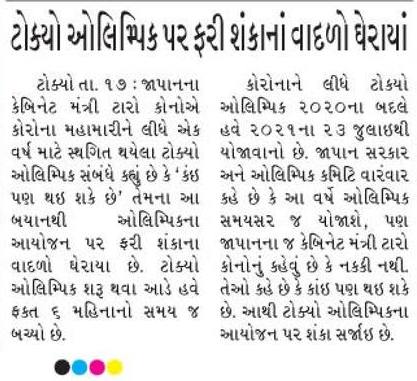 ટોક્યો ઓલિમ્પિક પર ફરી શંકાનાં વાદળો ઘેરાયાં
ટોક્યો તા. ૧૭ : જાપાનના
કેબિનેટ મંત્રી ટારો કોનોએ
કોરોના મહામારીને લીધે એક
વર્ષ માટે સ્થગિત થયેલા ટોક્યો
ઓલિમ્પિક સંબંધે કહ્યું છે કે ‘કંઇ
પણ થઇ શકે છે’ તેમના આ
બયાનથી ઓલિમ્પિકના
આયોજન પર ફરી શંકાના
વાદળો ઘેરાયા છે. ટોક્યો
ઓલિમ્પિક શરૂ થવા આડે હવે
ફક્ત ૬ મહિનાનો સમય જ
બચ્યો છે.
કોરોનાને લીધે ટોક્યો
ઓલિમ્પિક ૨૦૨૦ના બદલે
હવે ૨૦૨૧ના ૨૩ જુલાઇથી
યોજાવાનો છે. જાપાન સરકાર
અને ઓલિમ્પિક કમિટિ વારંવાર
કહે છે કે આ વર્ષે ઓલિમ્પિક
સમયસર જ યોજાશે, પણ
જાપાનના જ કેબિનેટ મંત્રી ટારો
કોનોનું કહેવું છે કે નકકી નથી.
તેઓ કહે છે કે કાંઇ પણ થઇ શકે
છે. આથી ટોક્યો ઓલિમ્પિકના
આયોજન પર શંકા સર્જાઇ છે.